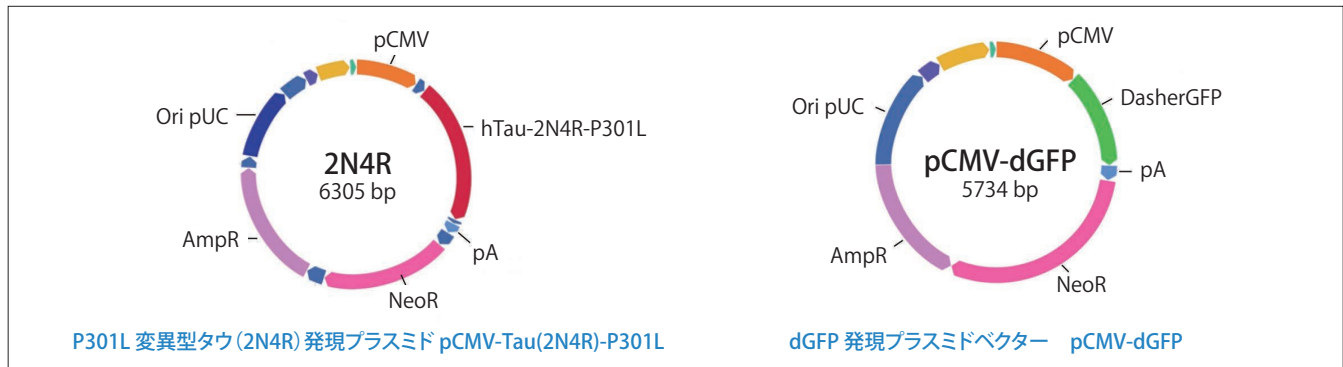 pCMV
hTau-2N4R-P301L
Ori pUC
2N4R
6305 bp
AmpR
pA
NeoR
P301L 変異型タウ（2N4R）発現プラスミド pCMV-Tau(2N4R)-P301L
pCMV
DasherGFP
Ori pUC
pCMV-dGFP
5734 bp
pA
AmpR
NeoR
dGFP 発現プラスミドベクター　pCMV-dGFP